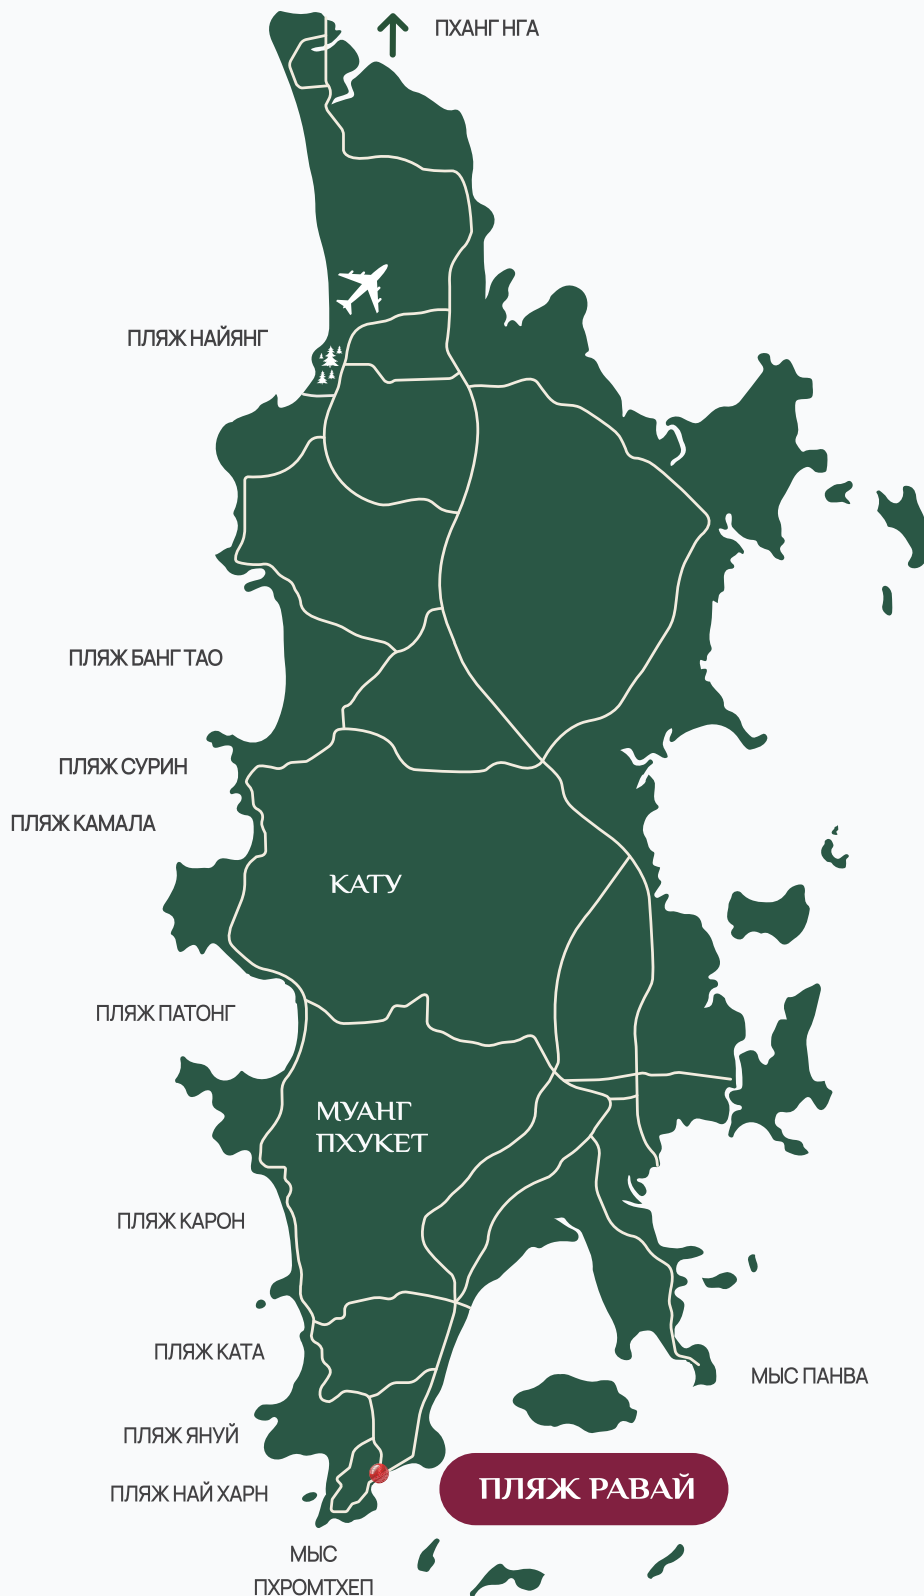 ПХАНГ НГА
ПЛЯЖ НАЙЯНГ
ПЛЯЖ БАНГ ТАО
ПЛЯЖ СУРИН
ПЛЯЖ КАМАЛА
КАТУ
ПЛЯЖ ПАТОНГ
МУАНГ
ПХУКЕТ
ПЛЯЖ КАРОН
ПЛЯЖ КАТА
МЫС ПАНВА
ПЛЯЖ ЯНУЙ
ПЛЯЖ РАВАЙ
ПЛЯЖ НАЙ ХАРН
МЫС
ПХРОМТХЕП